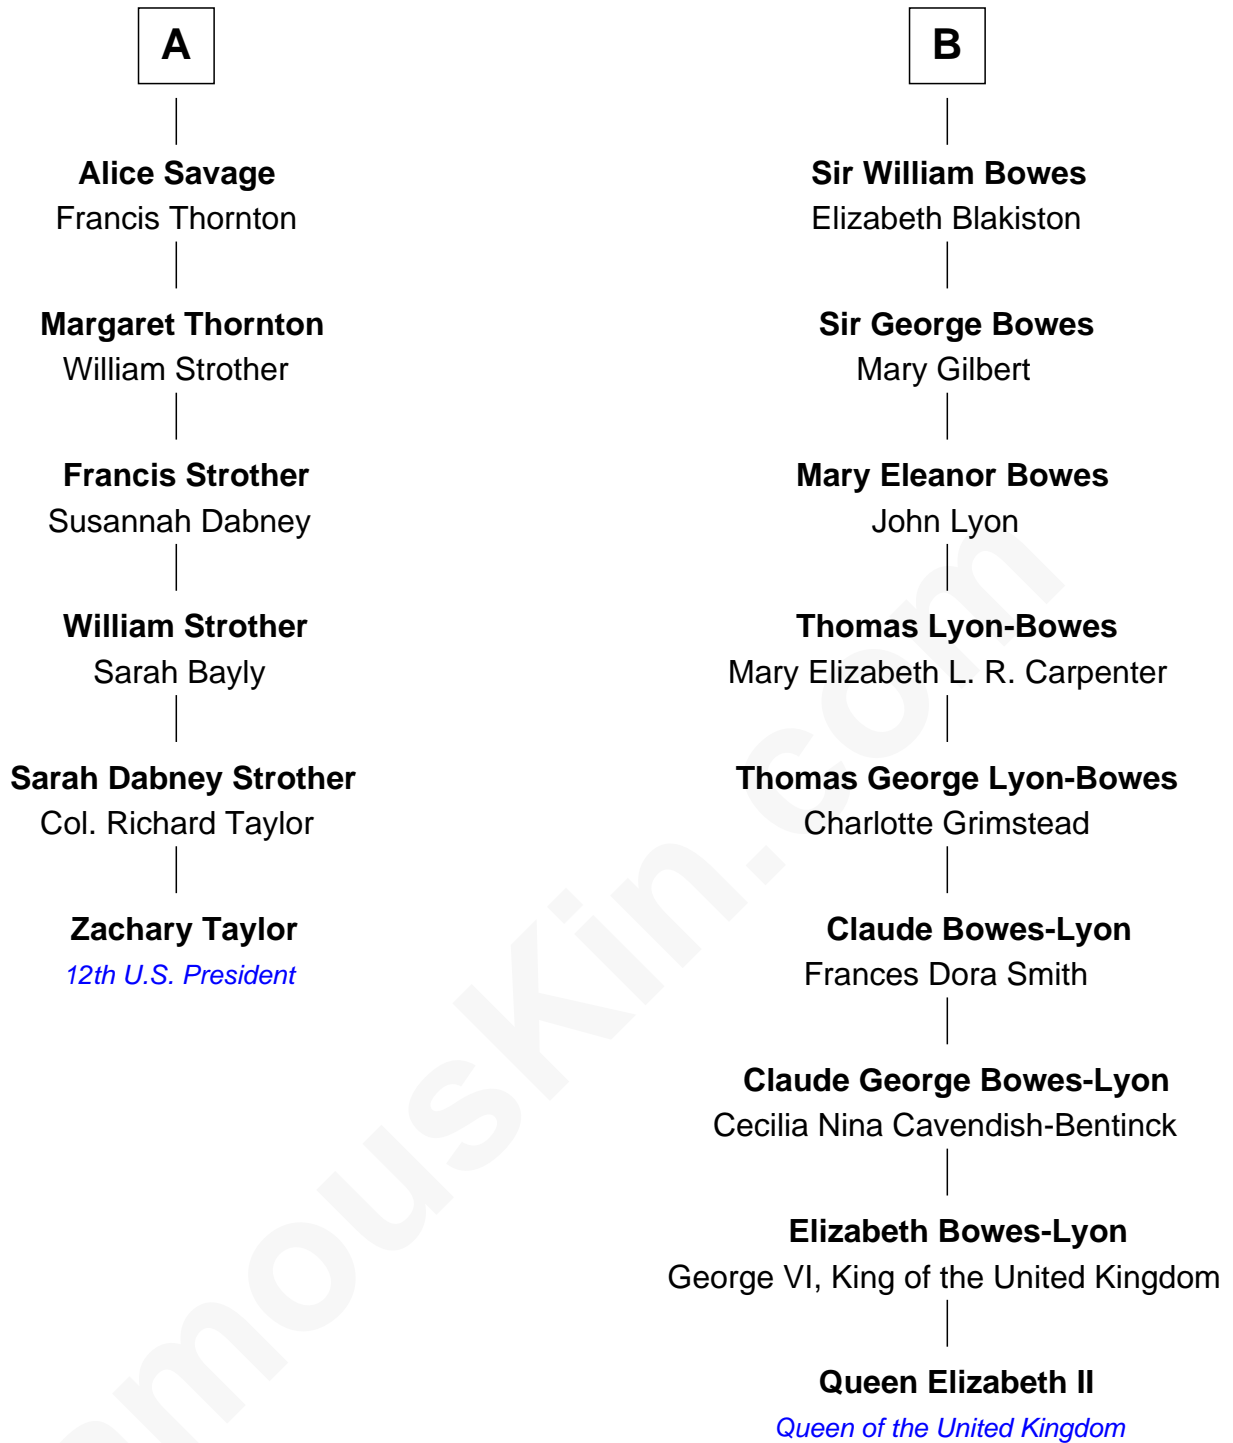 A
Alice Savage
Francis Thornton
Margaret Thornton
William Strother
Francis Strother
Susannah Dabney
William Strother
Sarah Bayly
Sarah Dabney Strother
Col. Richard Taylor
Zachary Taylor
12th U.S. President
B
Sir William Bowes
Elizabeth Blakiston
Sir George Bowes
Mary Gilbert
Mary Eleanor Bowes
John Lyon
Thomas Lyon-Bowes
Mary Elizabeth L. R. Carpenter
Thomas George Lyon-Bowes
Charlotte Grimstead
Claude Bowes-Lyon
Frances Dora Smith
Claude George Bowes-Lyon
Cecilia Nina Cavendish-Bentinck
Elizabeth Bowes-Lyon
George VI, King of the United Kingdom
Queen Elizabeth II
Queen of the United Kingdom
amousKin.com